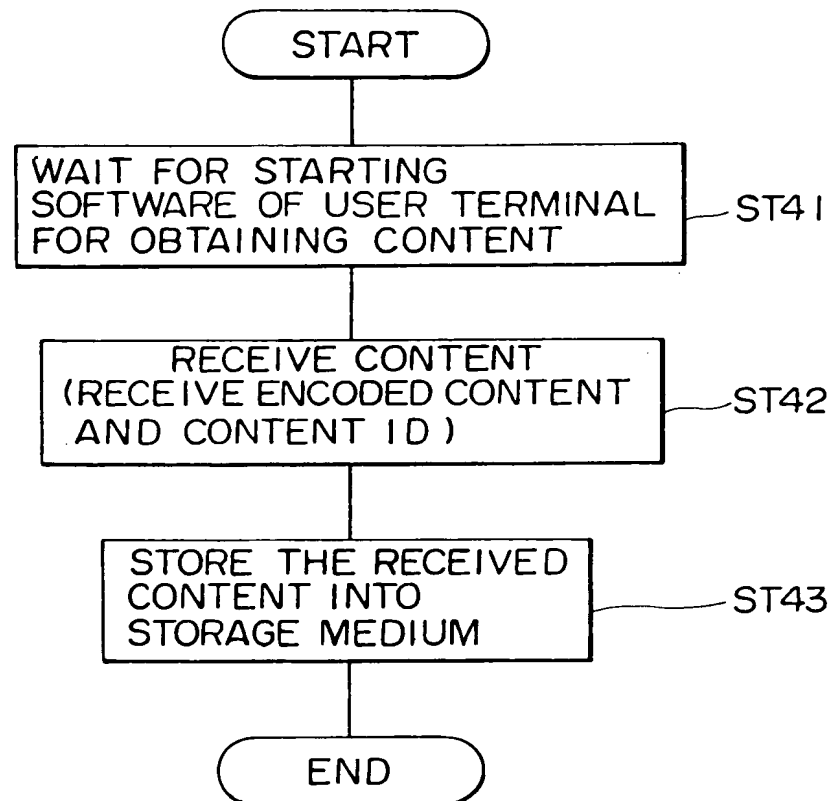 START
WAIT FOR STARTING
SOFTWARE OF USER TERMINAL
FOR OBTAINING CONTENT
ST41
RECEIVE CONTENT
(RECEIVE ENCODED CONTENT
AND CONTENT ID)
ST42
STORE THE RECEIVED
CONTENT INTO
STORAGE MEDIUM
ST43
END